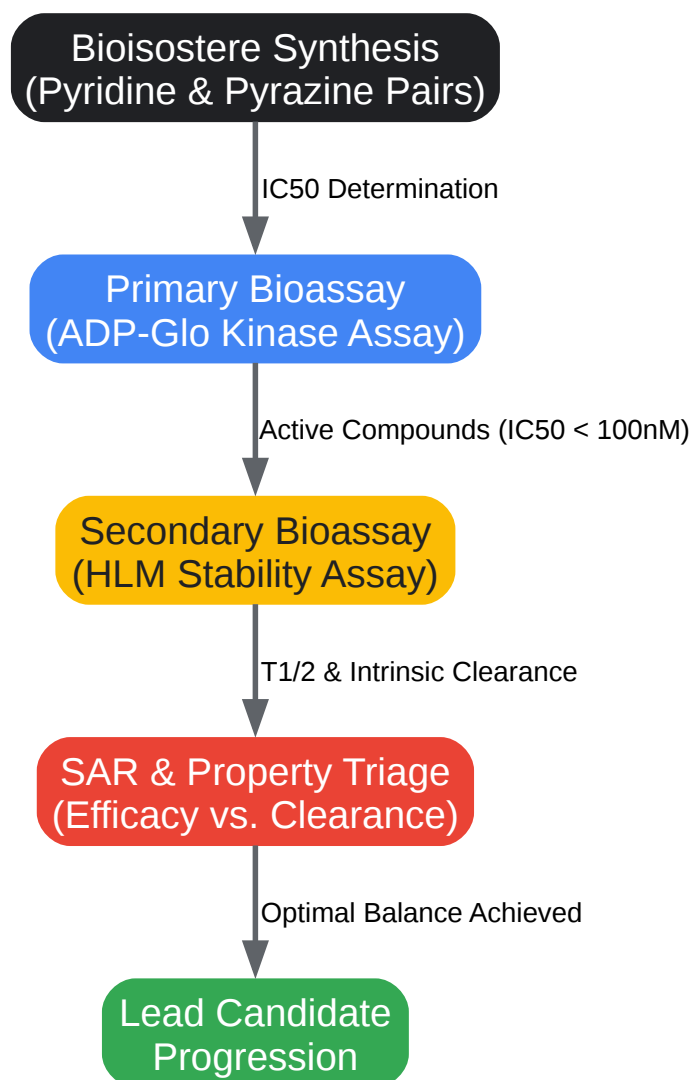 Bioisostere Synthesis
(Pyridine & Pyrazine Pairs)
IC50 Determination
Primary Bioassay
(ADP-Glo Kinase Assay)
Active Compounds (IC50 < 100nM)
Secondary Bioassay
(HLM Stability Assay)
T1/2 & Intrinsic Clearance
SAR & Property Triage
(Efficacy vs. Clearance)
Optimal Balance Achieved
Lead Candidate
Progression